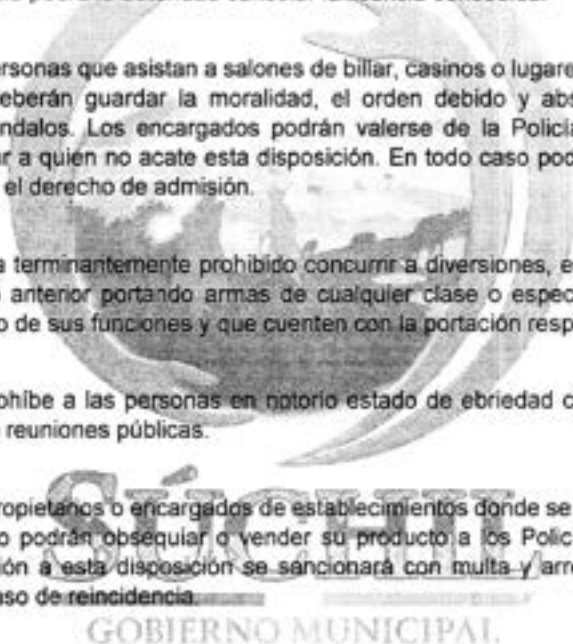 personas que asistan a salones de billar, casinos o lugare
deberán guardar la moralidad, el orden debido y abs
ndalos. Los encargados podrán valerse de la Policía
ar a quien no acate esta disposición. En todo caso pod
el derecho de admisión.
a terminantemente prohibido concurrir a diversiones, e
anterior portando armas de cualquier clase o espec
o de sus funciones y que cuenten con la portación resp
ohíbe a las personas en notorio estado de ebriedad c
reuniones públicas.
ropietarios o encargados de establecimientos donde se
o podrán obsequiar o vender su producto a los Polic
ión a esta disposición se sancionará con multa y arre
aso de reincidencia.
SÚCHIL
GOBIERNO MUNICIPAL